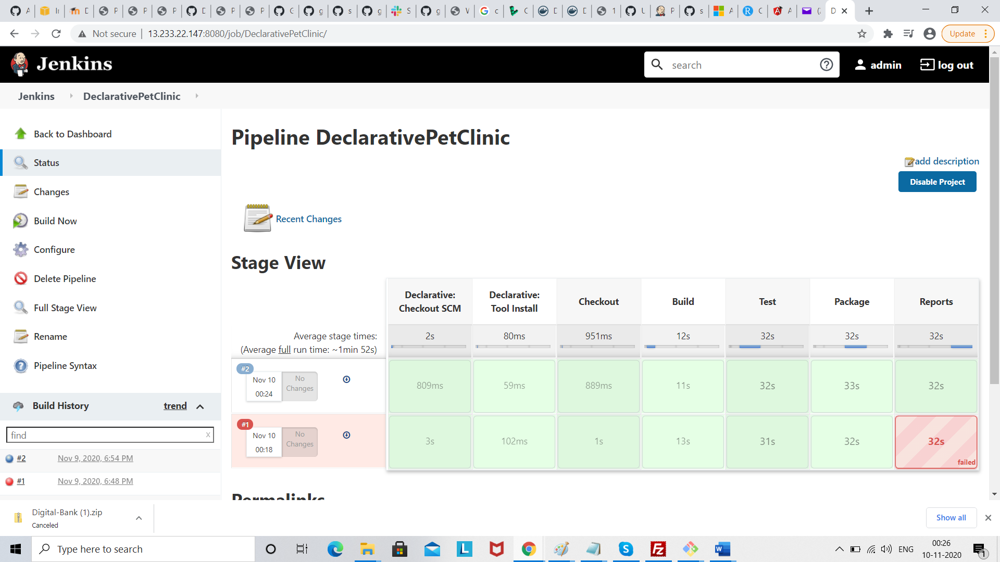 Not secure
13.233.22.147:8080/job/DeclarativePetClinic/
Update
Jenkins
search
admin
log out
Jenkins
DeclarativePetClinic
Back to Dashboard
Status
Changes
Build Now
Configure
Delete Pipeline
Full Stage View
Rename
Pipeline Syntax
Build History
trend
find
x
#2
Nov 9, 2020, 6:54 PM
#1
Nov 9, 2020, 6:48 PM
Pipeline DeclarativePetClinic
add description
Disable Project
Recent Changes
Stage View
Declarative: Checkout SCM
Declarative: Tool Install
Checkout
Build
Test
Package
Reports
Average stage times:
(Average full run time: ~1min 52s)
2s
80ms
951ms
12s
32s
32s
32s
#2
Nov 10
00:24
No Changes
809ms
59ms
889ms
11s
32s
33s
32s
#1
Nov 10
00:18
No Changes
3s
102ms
1s
13s
31s
32s
32s
failed
Permalinks
Digital-Bank (1).zip
Canceled
Show all
Type here to search
ENG
00:26
10-11-2020
1